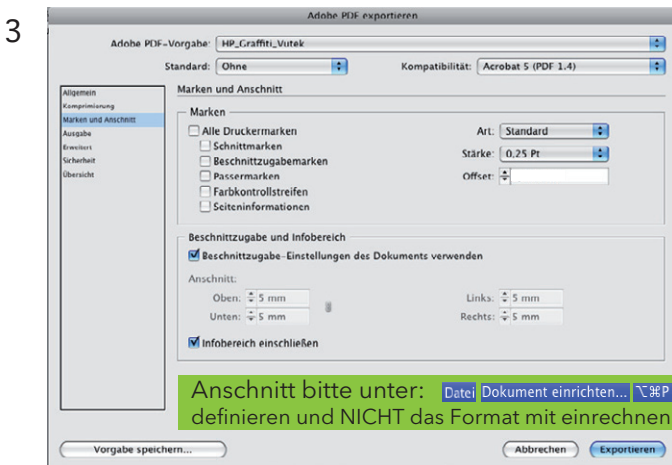 3
Adobe PDF exportieren
Adobe PDF-Vorgabe: HP_Graffiti_Vutek
Standard: Ohne Kompatibilität: Acrobat 5 (PDF 1.4)
Allgemein
Komprimierung
Marken und Anschnitt
Ausgabe
Erweitert
Sicherheit
Übersicht
Marken und Anschnitt
Marken
Alle Druckermarken Art: Standard
Schnittmarken
Beschnittzugabemarken Stärke: 0,25 Pt
Passermarken Offset:
Farbkontrollstreifen
Seiteninformationen
Beschnittzugabe und Infobereich
Beschnittzugabe-Einstellungen des Dokuments verwenden
Anschnitt:
Oben: 5 mm Links: 5 mm
Unten: 5 mm Rechts: 5 mm
Infobereich einschließen
Anschnitt bitte unter: Datei Dokument einrichten... ⌥⌘P
definieren und NICHT das Format mit einrechnen
Vorgabe speichern... Abbrechen Exportieren